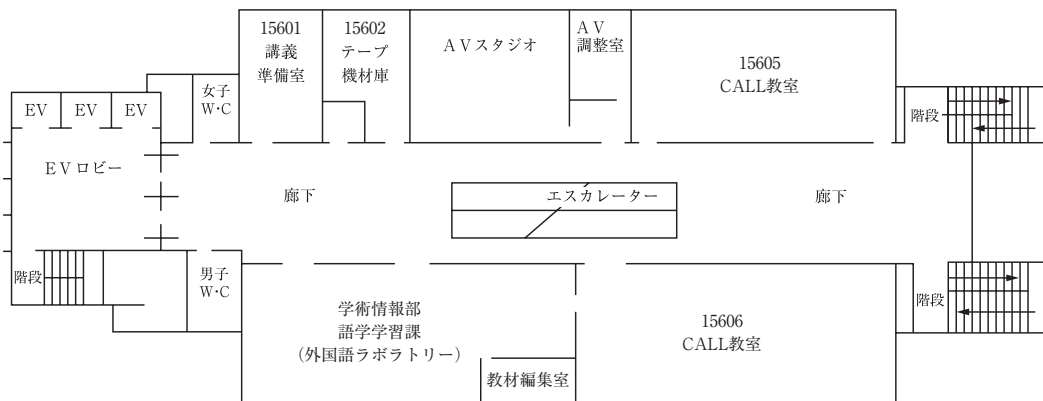 15601
講義
準備室
15602
テープ
機材庫
ＡＶスタジオ
ＡＶ
調整室
15605
CALL教室
女子
W･C
EV
EV
EV
階段
ＥＶロビー
廊下
エスカレーター
廊下
階段
男子
W･C
学術情報部
語学学習課
（外国語ラボラトリー）
教材編集室
15606
CALL教室
階段